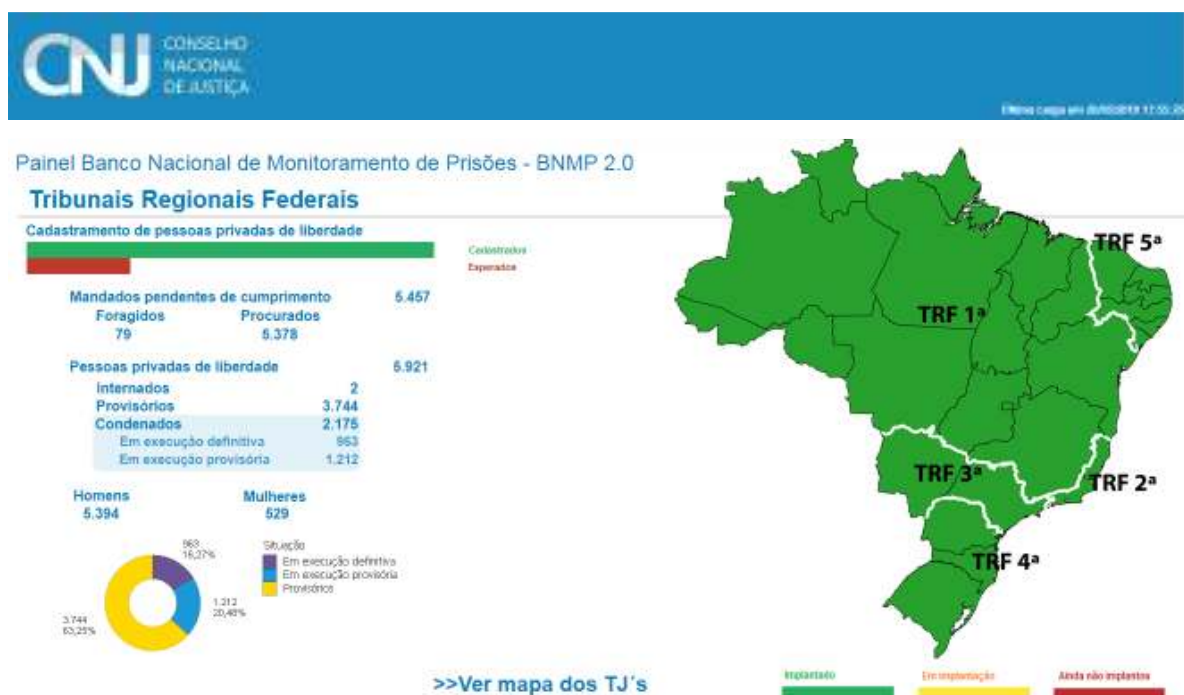 CNJ
CONSELHO
NACIONAL
DE JUSTIÇA
Última carga em
Painel Banco Nacional de Monitoramento de Prisões - BNMP 2.0
Tribunais Regionais Federais
Cadastramento de pessoas privadas de liberdade
Cadastrados
Esperados
Mandados pendentes de cumprimento 5.457
Foragidos Procurados
79 5.378
Pessoas privadas de liberdade 5.921
Internados 2
Provisórios 3.744
Condenados 2.175
Em execução definitiva 963
Em execução provisória 1.212
Homens Mulheres
5.394 529
963
16,27%
1.212
20,48%
3.744
63,25%
Situação
Em execução definitiva
Em execução provisória
Provisórios
TRF 5ª
TRF 1ª
TRF 3ª
TRF 2ª
TRF 4ª
>>Ver mapa dos TJ´s
Implantado Em implantação Ainda não implantou